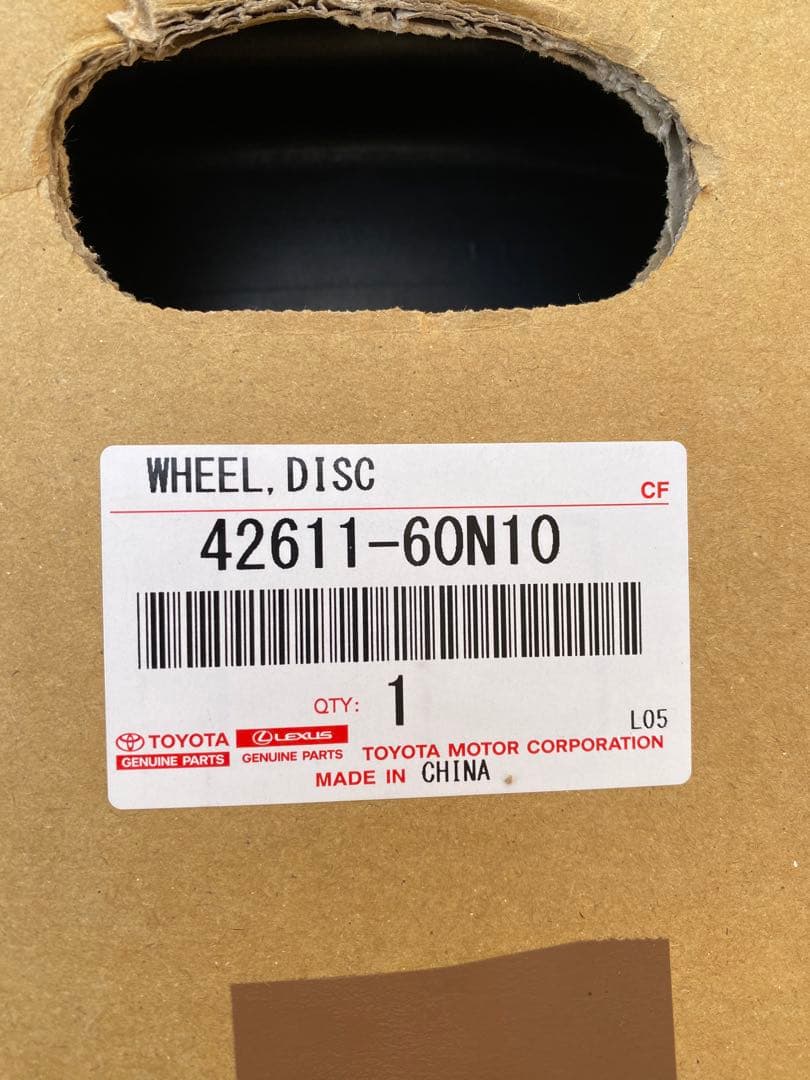 WHEEL,DISC
CF
42611-60N10
QTY: 1
L05
TOYOTA
GENUINE PARTS
LEXUS
GENUINE PARTS
TOYOTA MOTOR CORPORATION
MADE IN CHINA